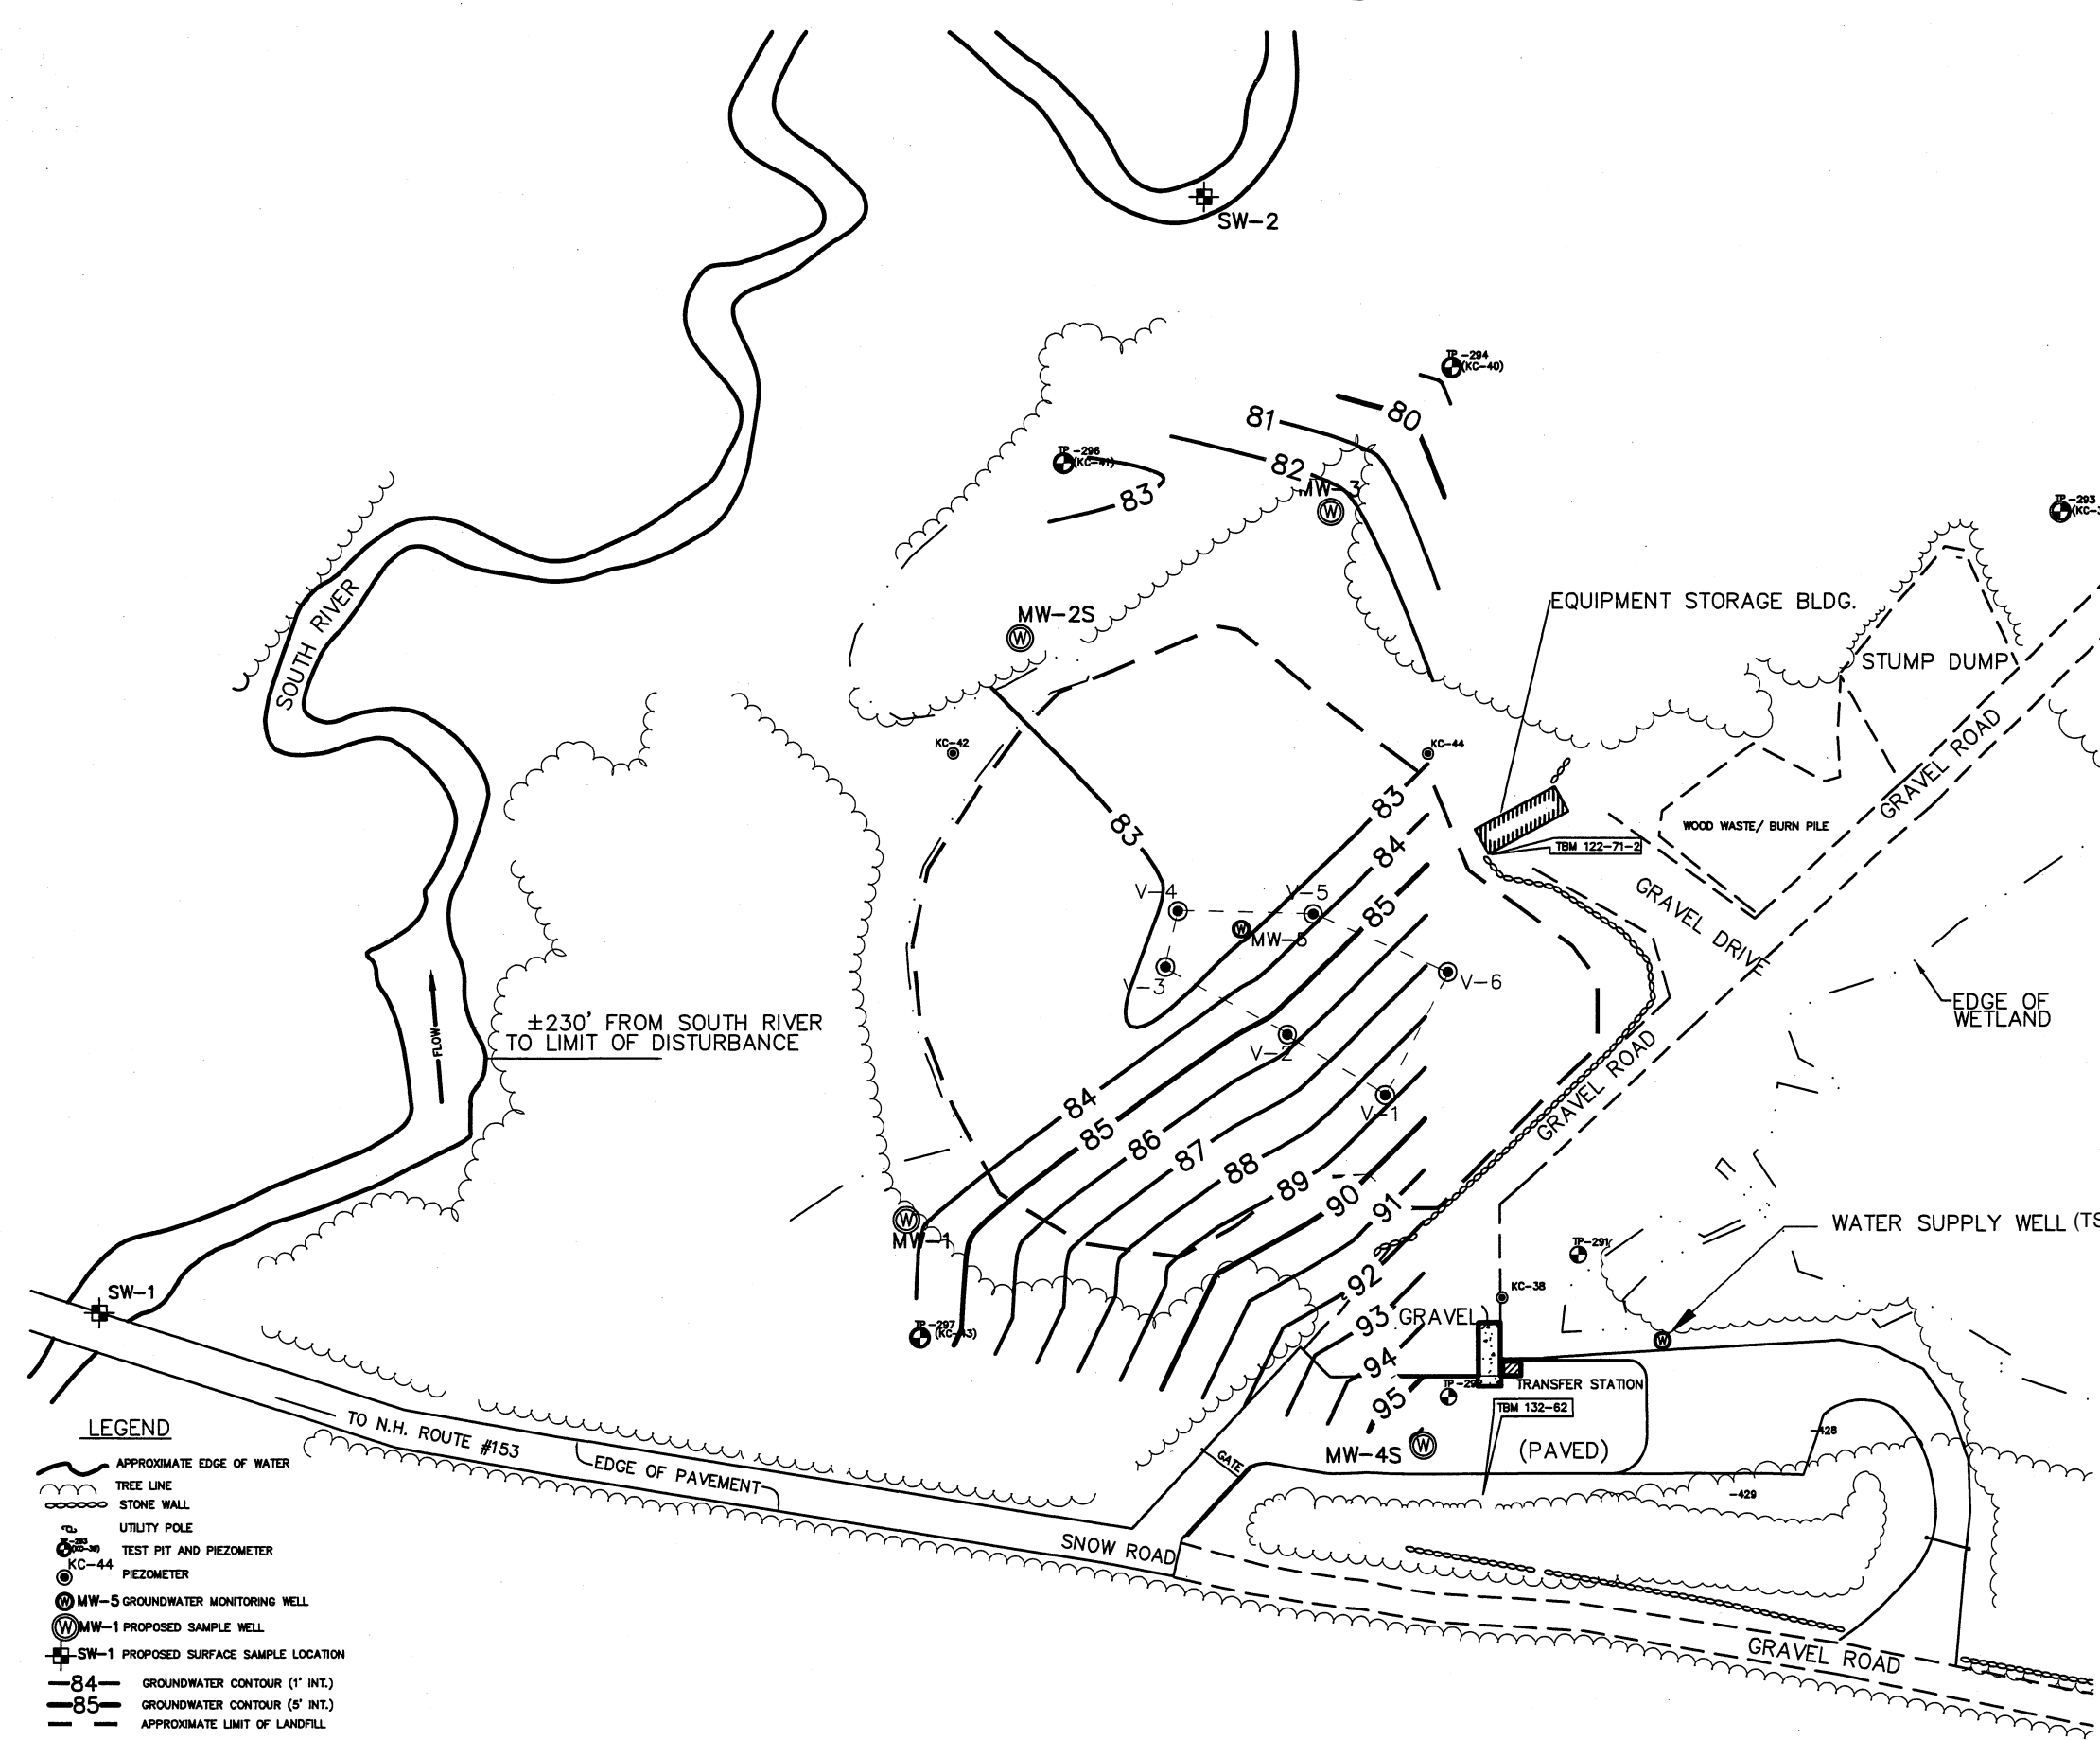 SW-2
TP-294
(KC-40)
80
81
82
TP-296
(KC-41)
83
MW-3
TP-293
EQUIPMENT STORAGE BLDG.
SOUTH RIVER
MW-2S
STUMP DUMP
KC-42
KC-44
GRAVEL ROAD
83
83
84
85
WOOD WASTE/ BURN PILE
TBM 122-71-2
V-4
V-5
GRAVEL DRIVE
MW-5
V-3
V-6
EDGE OF
WETLAND
±230' FROM SOUTH RIVER
TO LIMIT OF DISTURBANCE
FLOW
V-2
GRAVEL ROAD
V-1
84
85
86
87
88
89
90
91
92
93
94
95
MW-1
WATER SUPPLY WELL
TP-291
KC-38
SW-1
TP-297
(KC-43)
GRAVEL
TRANSFER STATION
TBM 132-62
MW-4S
(PAVED)
GATE
-428
-429
TO N.H. ROUTE #153
EDGE OF PAVEMENT
SNOW ROAD
GRAVEL ROAD
LEGEND
APPROXIMATE EDGE OF WATER
TREE LINE
STONE WALL
UTILITY POLE
TEST PIT AND PIEZOMETER
KC-44
PIEZOMETER
MW-5 GROUNDWATER MONITORING WELL
MW-1 PROPOSED SAMPLE WELL
SW-1 PROPOSED SURFACE SAMPLE LOCATION
84 GROUNDWATER CONTOUR (1' INT.)
85 GROUNDWATER CONTOUR (5' INT.)
APPROXIMATE LIMIT OF LANDFILL